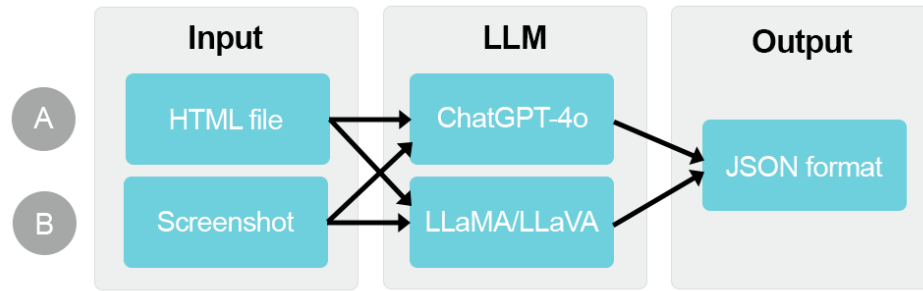 Input
LLM
Output
A
HTML file
ChatGPT-4o
JSON format
B
Screenshot
LLaMA/LLaVA